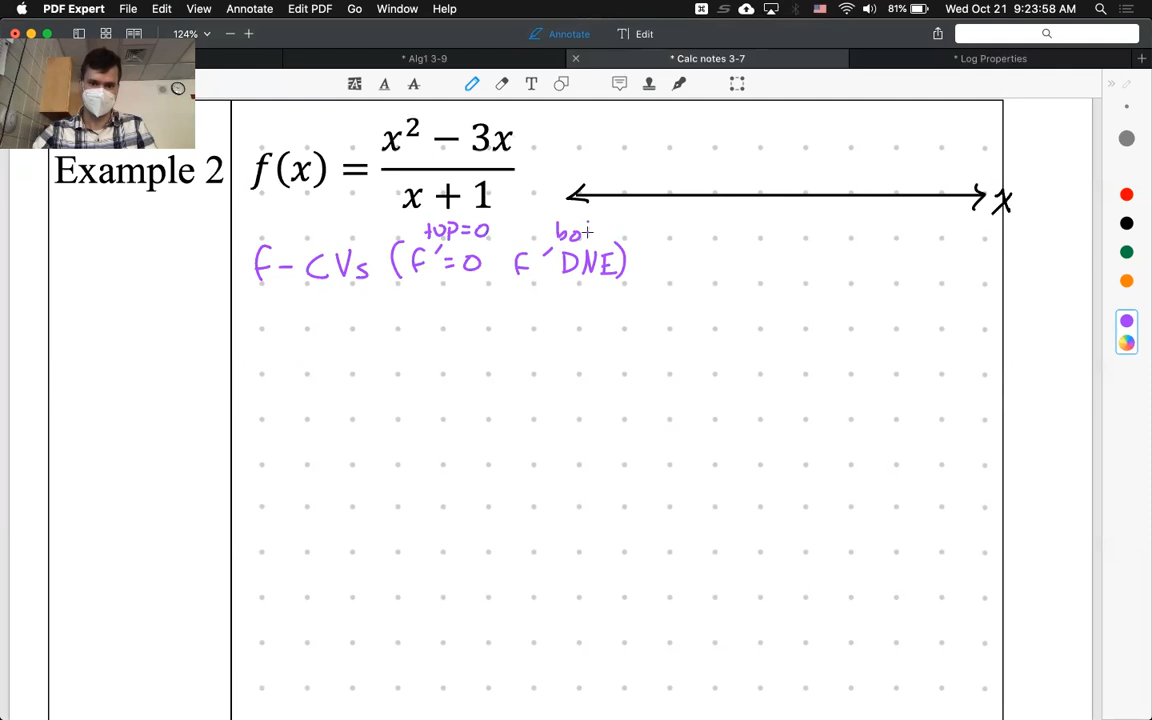 PDF Expert File Edit View Annotate Edit PDF Go Window Help 81% Wed Oct 21 9:23:58 AM
124% Annotate Edit
* Alg1 3-9 * Calc notes 3-7 * Log Properties
Example 2 f(x) = (x² − 3x)/(x + 1)
x
top=0 bot
f - CVs (f′=0 f′ DNE)